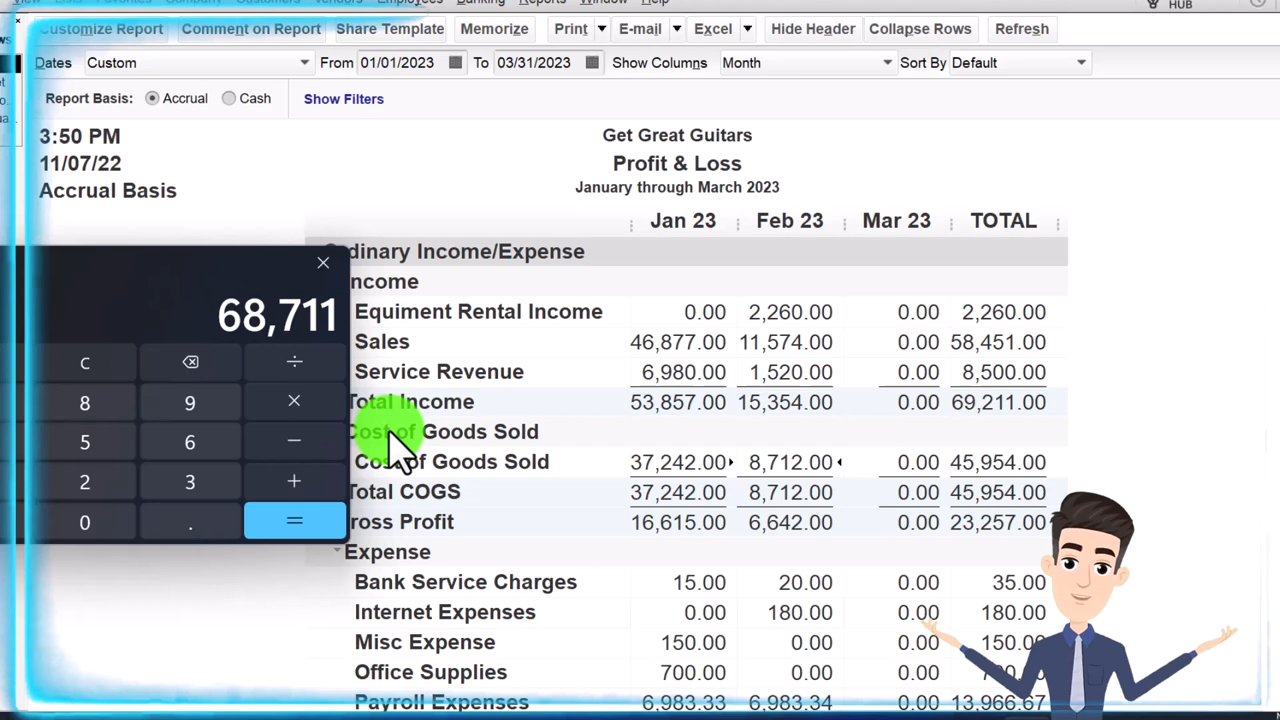 HUB
Customize Report Comment on Report Share Template Memorize Print E-mail Excel Hide Header Collapse Rows Refresh
Dates Custom From 01/01/2023 To 03/31/2023 Show Columns Month Sort By Default
Report Basis: Accrual Cash Show Filters
3:50 PM Get Great Guitars
11/07/22 Profit & Loss
Accrual Basis January through March 2023
Jan 23 Feb 23 Mar 23 TOTAL
dinary Income/Expense
ncome
68,711
Equiment Rental Income 0.00 2,260.00 0.00 2,260.00
Sales 46,877.00 11,574.00 0.00 58,451.00
C ÷
Service Revenue 6,980.00 1,520.00 0.00 8,500.00
8 9 ×
Total Income 53,857.00 15,354.00 0.00 69,211.00
Cost of Goods Sold
5 6 −
Cost of Goods Sold 37,242.00 8,712.00 0.00 45,954.00
2 3 +
Total COGS 37,242.00 8,712.00 0.00 45,954.00
0 . =
ross Profit 16,615.00 6,642.00 0.00 23,257.00
Expense
Bank Service Charges 15.00 20.00 0.00 35.00
Internet Expenses 0.00 180.00 0.00 180.00
Misc Expense 150.00 0.00 0.00 150.
Office Supplies 700.00 0.00 0.00
Payroll Expenses 6,983.33 6,983.34 0.00 13,966.67